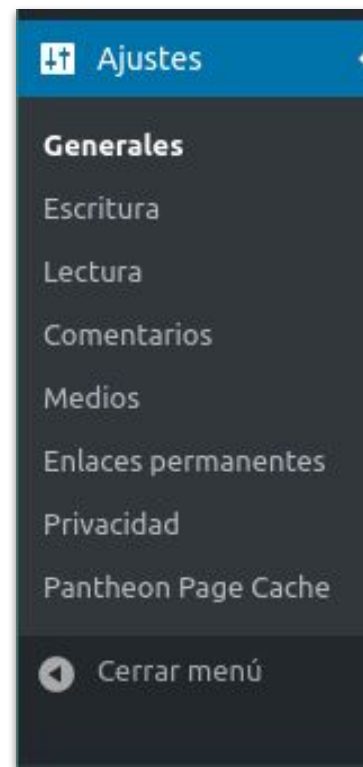 Ajustes
Generales
Escritura
Lectura
Comentarios
Medios
Enlaces permanentes
Privacidad
Pantheon Page Cache
Cerrar menú